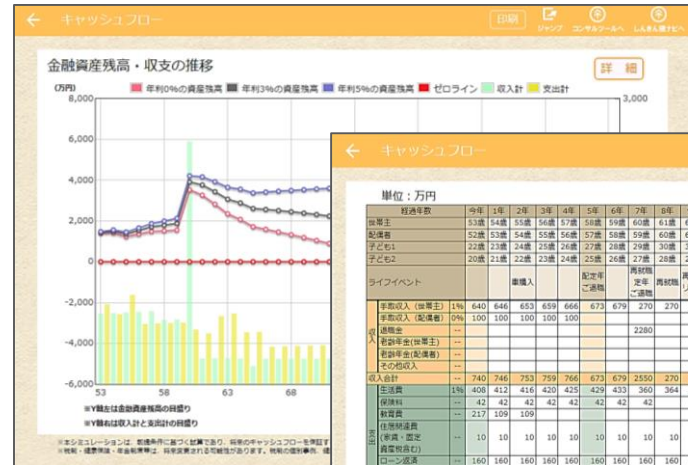 ← キャッシュフロー
印刷
ジャンプ
コンサルツールへ
金融資産残高・収支の推移
詳 細
(万円)
年利0%の資産残高 年利3%の資産残高 年利5%の資産残高 ゼロライン 収入計 支出計
8,000
3,000
6,000
4,000
2,000
0
-2,000
-4,000
-6,000
53 58 63 68
※Y軸左は金融資産残高の目盛り
※Y軸右は収入計と支出計の目盛り
← キャッシュフロー
単位：万円
経過年数 今年 1年 2年 3年 4年 5年 6年 7年 8年
世帯主 53歳 54歳 55歳 56歳 57歳 58歳 59歳 60歳 61歳
配偶者 52歳 53歳 54歳 55歳 56歳 57歳 58歳 59歳 60歳
子ども1 22歳 23歳 24歳 25歳 26歳 27歳 28歳 29歳 30歳
子ども2 20歳 21歳 22歳 23歳 24歳 25歳 26歳 27歳 28歳
ライフイベント 車購入 配定年ご退職 再就職定年ご退職 再就職
収入
手取収入（世帯主） 1% 640 646 653 659 666 673 679 270 270
手取収入（配偶者） 0% 100 100 100 100 100
退職金 -- 2280
老齢年金(世帯主) --
老齢年金(配偶者) --
その他収入 --
収入合計 -- 740 746 753 759 766 673 679 2550 270
支出
生活費 1% 408 412 416 420 425 429 433 360 364
保険料 -- 42 42 42 42 42 42 42 42
教育費 -- 217 109 109
住居関連費(家賃・固定資産税含む) -- 10 10 10 10 10 10 10 10 10
ローン返済 -- 160 160 160 160 160 160 160 160 160